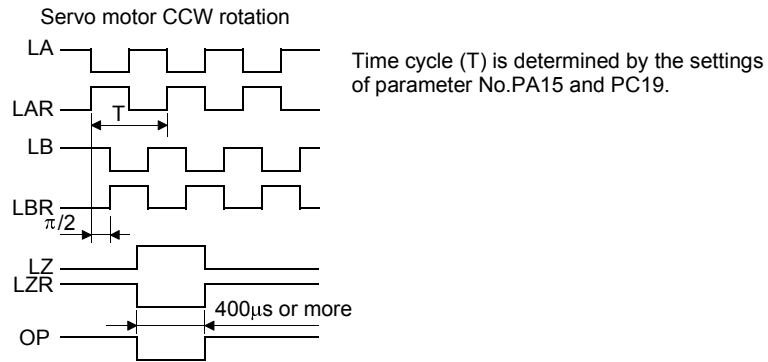 Servo motor CCW rotation
LA
Time cycle (T) is determined by the settings
of parameter No.PA15 and PC19.
LAR
T
LB
LBR
π/2
LZ
LZR
400μs or more
OP